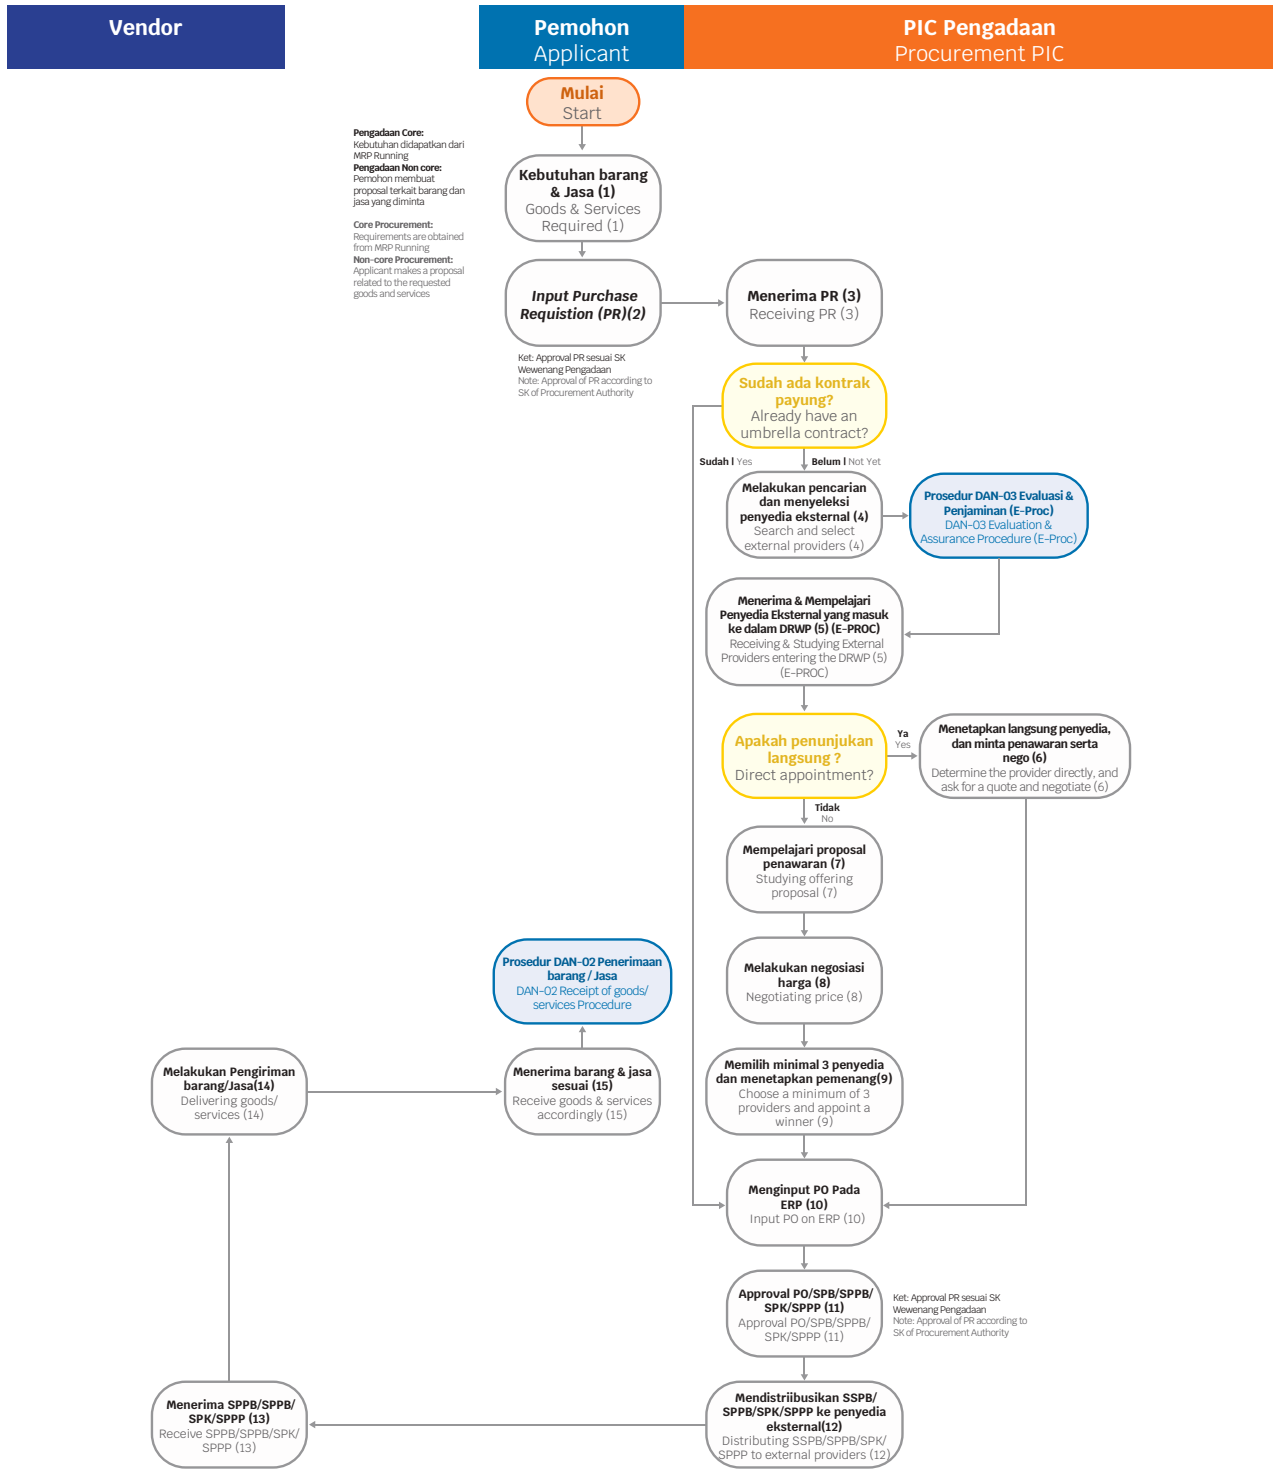 Vendor
Pemohon
Applicant
PIC Pengadaan
Procurement PIC
Mulai
Start
Pengadaan Core:
Kebutuhan didapatkan dari
MRP Running
Pengadaan Non core:
Pemohon membuat
proposal terkait barang dan
jasa yang diminta
Core Procurement:
Requirements are obtained
from MRP Running
Non-core Procurement:
Applicant makes a proposal
related to the requested
goods and services
Kebutuhan barang
& Jasa (1)
Goods & Services
Required (1)
Input Purchase
Requistion (PR)(2)
Ket: Approval PR sesuai SK
Wewenang Pengadaan
Note: Approval of PR according to
SK of Procurement Authority
Menerima PR (3)
Receiving PR (3)
Sudah ada kontrak
payung?
Already have an
umbrella contract?
Sudah | Yes
Belum | Not Yet
Melakukan pencarian
dan menyeleksi
penyedia eksternal (4)
Search and select
external providers (4)
Prosedur DAN-03 Evaluasi &
Penjaminan (E-Proc)
DAN-03 Evaluation &
Assurance Procedure (E-Proc)
Menerima & Mempelajari
Penyedia Eksternal yang masuk
ke dalam DRWP (5) (E-PROC)
Receiving & Studying External
Providers entering the DRWP (5)
(E-PROC)
Apakah penunjukan
langsung ?
Direct appointment?
Ya
Yes
Menetapkan langsung penyedia,
dan minta penawaran serta
nego (6)
Determine the provider directly, and
ask for a quote and negotiate (6)
Tidak
No
Mempelajari proposal
penawaran (7)
Studying offering
proposal (7)
Melakukan negosiasi
harga (8)
Negotiating price (8)
Prosedur DAN-02 Penerimaan
barang / Jasa
DAN-02 Receipt of goods/
services Procedure
Melakukan Pengiriman
barang/Jasa(14)
Delivering goods/
services (14)
Menerima barang & jasa
sesuai (15)
Receive goods & services
accordingly (15)
Memilih minimal 3 penyedia
dan menetapkan pemenang(9)
Choose a minimum of 3
providers and appoint a
winner (9)
Menginput PO Pada
ERP (10)
Input PO on ERP (10)
Approval PO/SPB/SPPB/
SPK/SPPP (11)
Approval PO/SPB/SPPB/
SPK/SPPP (11)
Ket: Approval PR sesuai SK
Wewenang Pengadaan
Note: Approval of PR according to
SK of Procurement Authority
Menerima SPPB/SPPB/
SPK/SPPP (13)
Receive SPPB/SPPB/SPK/
SPPP (13)
Mendistriibusikan SSPB/
SPPB/SPK/SPPP ke penyedia
eksternal(12)
Distributing SSPB/SPPB/SPK/
SPPP to external providers (12)